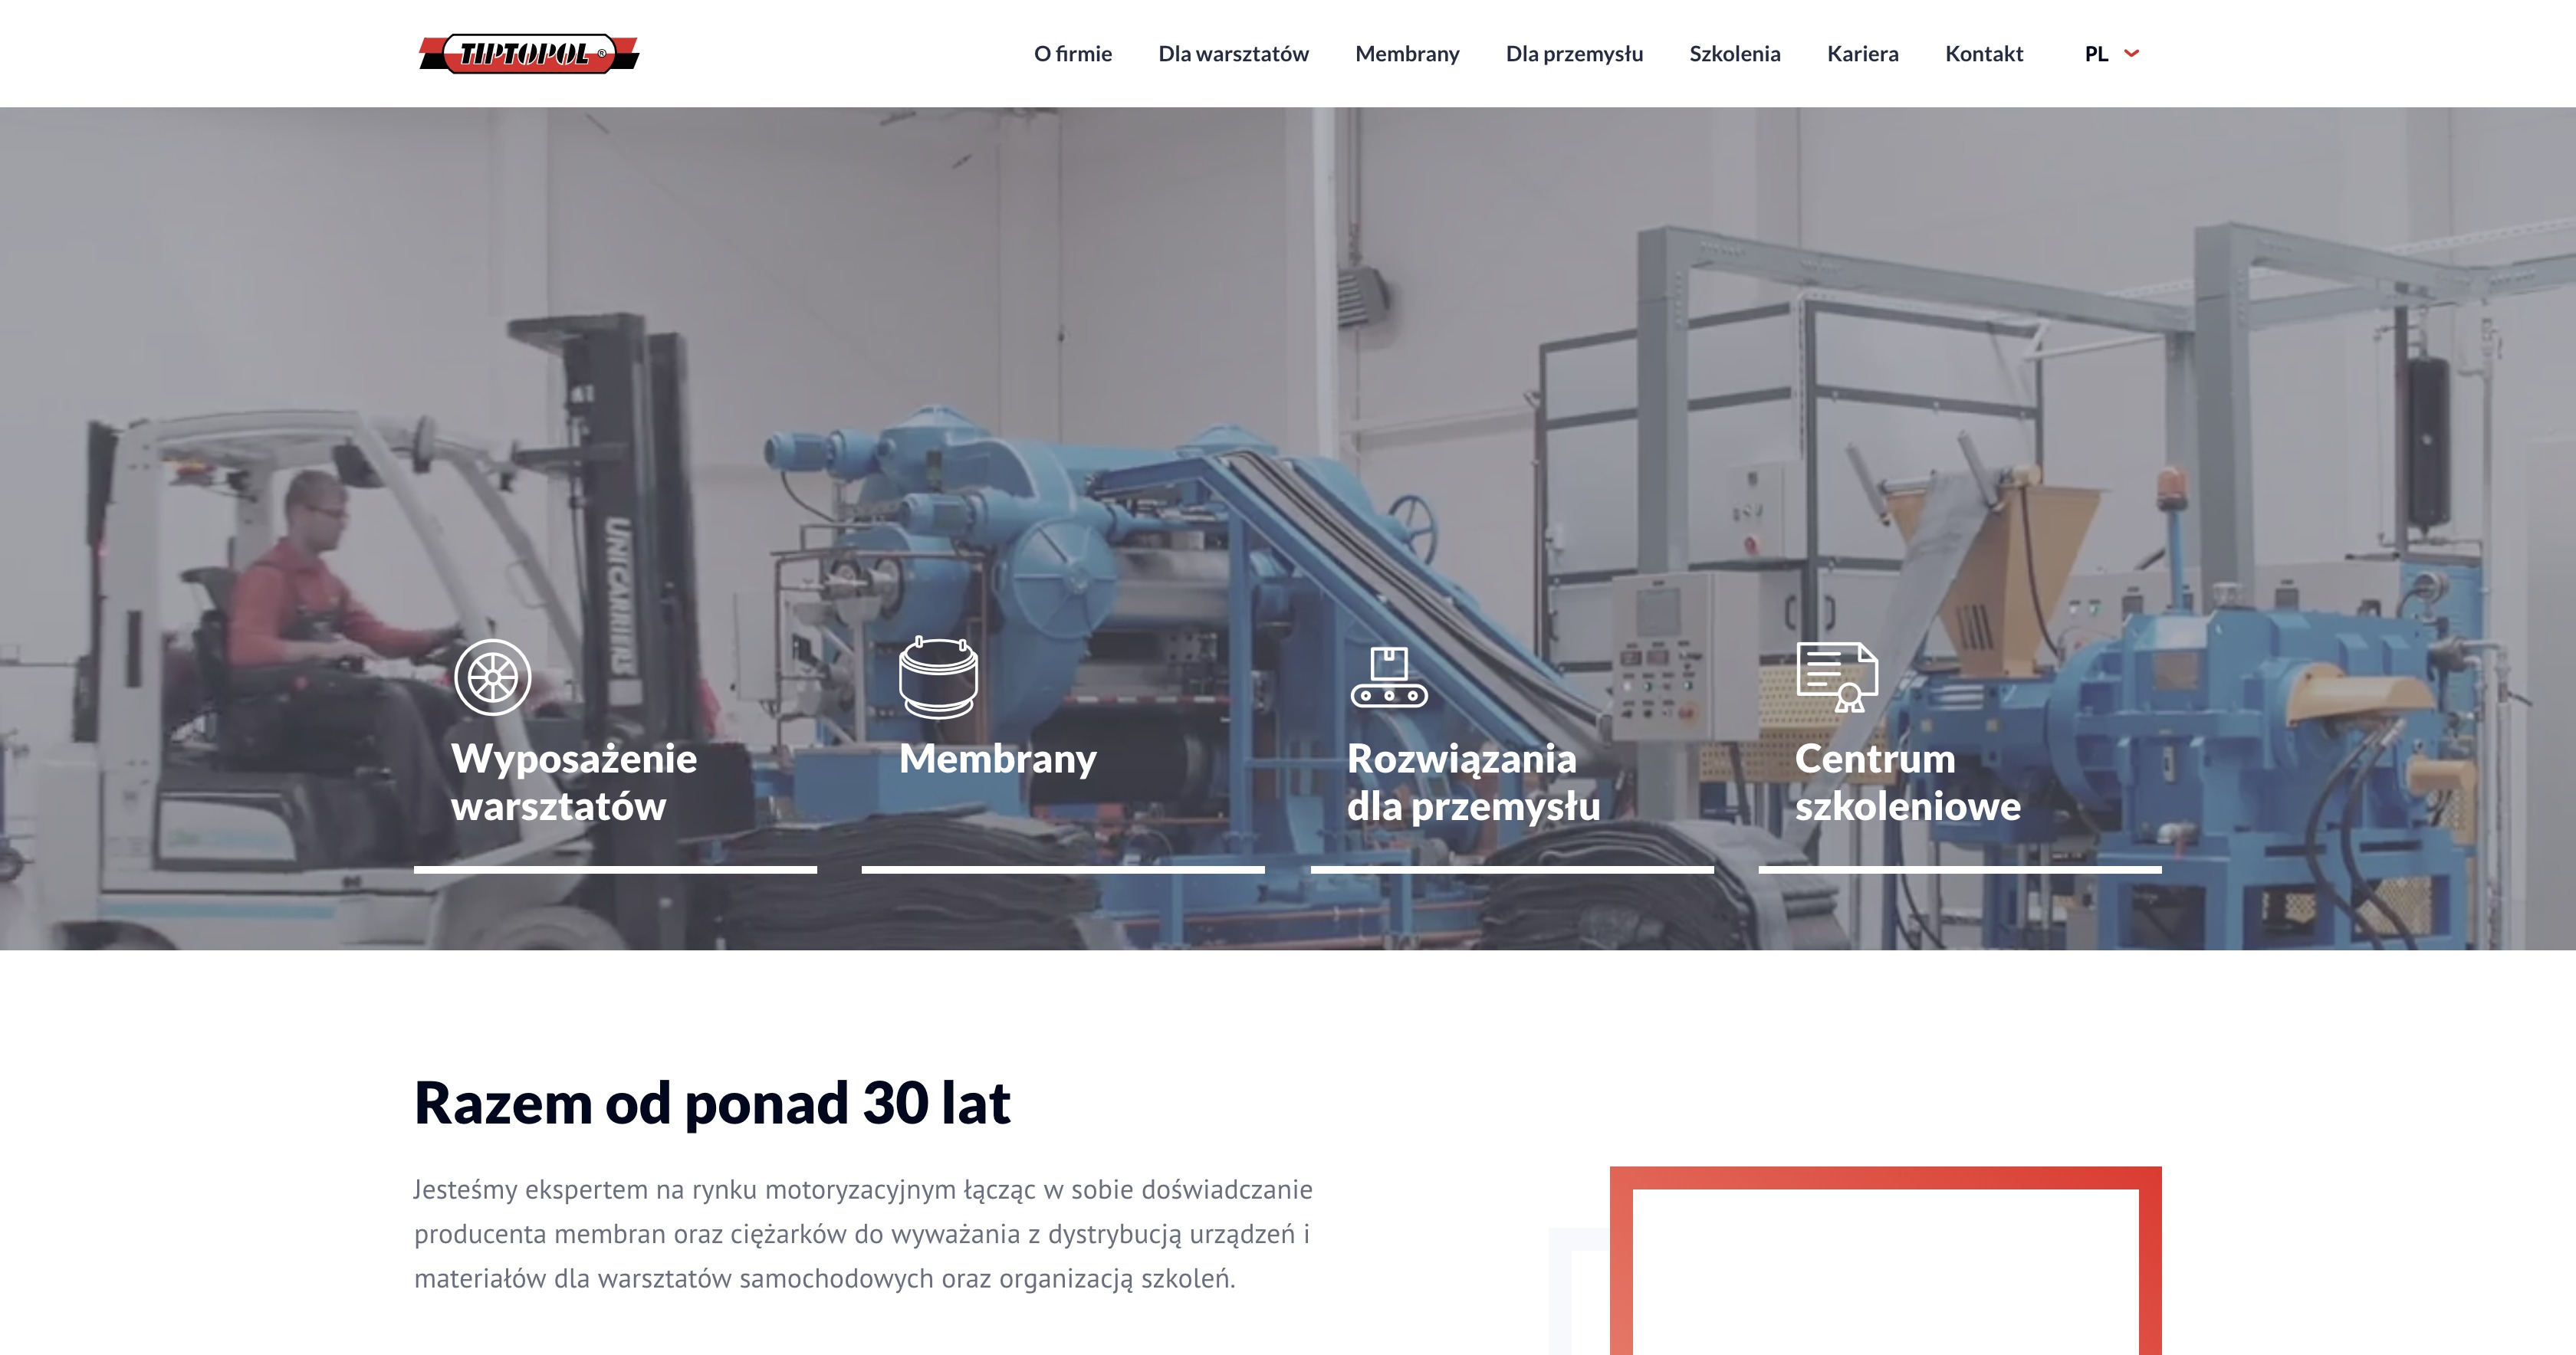 TIPTOPOL ®
O firmie Dla warsztatów Membrany Dla przemysłu Szkolenia Kariera Kontakt PL
UNICARRIERS
Wyposażenie
warsztatów
Membrany
Rozwiązania
dla przemysłu
Centrum
szkoleniowe
Razem od ponad 30 lat
Jesteśmy ekspertem na rynku motoryzacyjnym łącząc w sobie doświadczanie
producenta membran oraz ciężarków do wyważania z dystrybucją urządzeń i
materiałów dla warsztatów samochodowych oraz organizacją szkoleń.